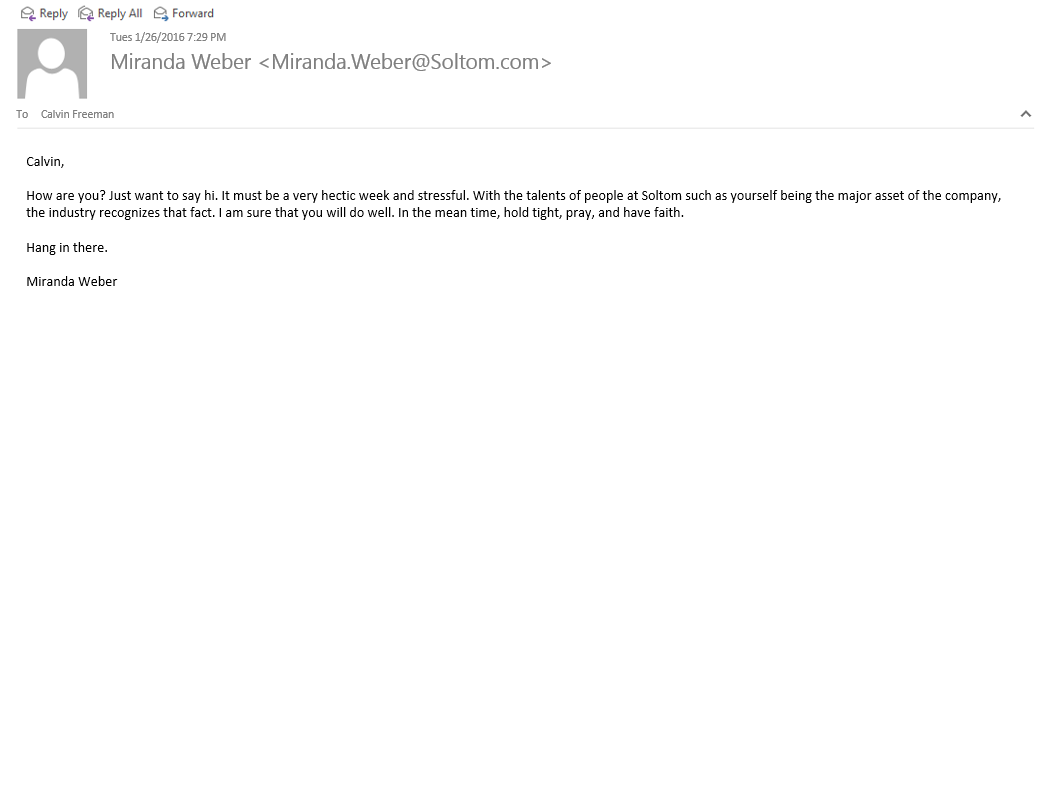 Reply Reply All Forward
Tues 1/26/2016 7:29 PM
Miranda Weber <Miranda.Weber@Soltom.com>
To Calvin Freeman
Calvin,
How are you? Just want to say hi. It must be a very hectic week and stressful. With the talents of people at Soltom such as yourself being the major asset of the company,
the industry recognizes that fact. I am sure that you will do well. In the mean time, hold tight, pray, and have faith.
Hang in there.
Miranda Weber